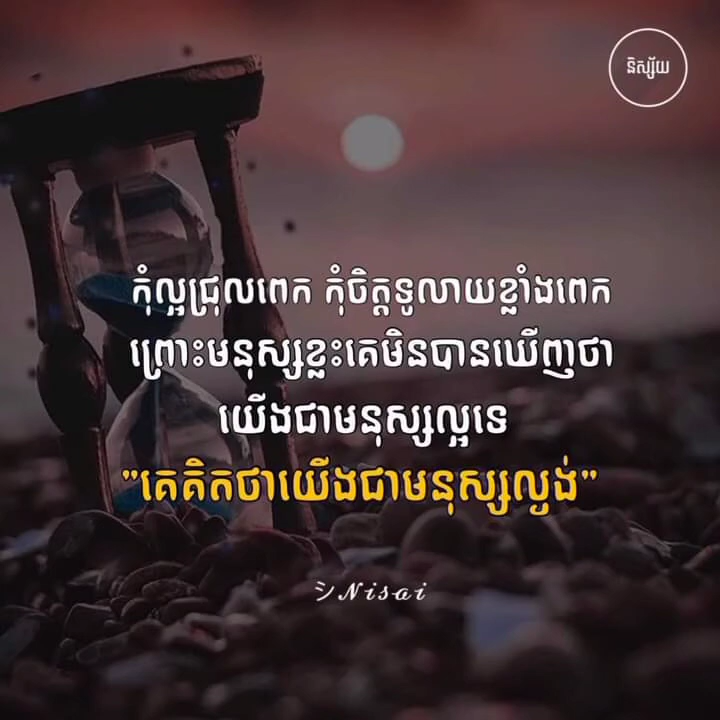 និស្ស័យ
កុំល្អជ្រុលពេក កុំចិត្តទូលាយខ្លាំងពេក
ព្រោះមនុស្សខ្លះគេមិនបានឃើញថា
យើងជាមនុស្សល្អទេ
"គេគិតថាយើងជាមនុស្សល្ងង់"
シNisai